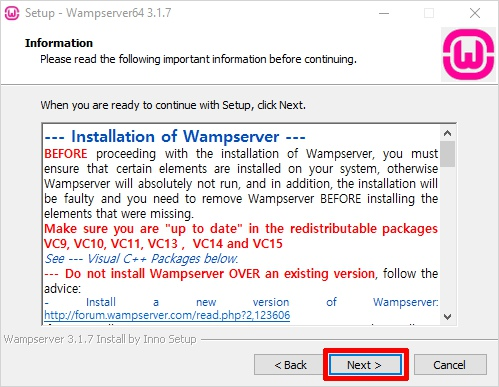 Setup - Wampserver64 3.1.7
Information
Please read the following important information before continuing.
When you are ready to continue with Setup, click Next.
--- Installation of Wampserver ---
BEFORE proceeding with the installation of Wampserver, you must
ensure that certain elements are installed on your system, otherwise
Wampserver will absolutely not run, and in addition, the installation will
be faulty and you need to remove Wampserver BEFORE installing the
elements that were missing.
Make sure you are "up to date" in the redistributable packages
VC9, VC10, VC11, VC13 , VC14 and VC15
See --- Visual C++ Packages below.
--- Do not install Wampserver OVER an existing version, follow the
advice:
- Install a new version of Wampserver:
http://forum.wampserver.com/read.php?2,123606
Wampserver 3.1.7 Install by Inno Setup
< Back
Next >
Cancel